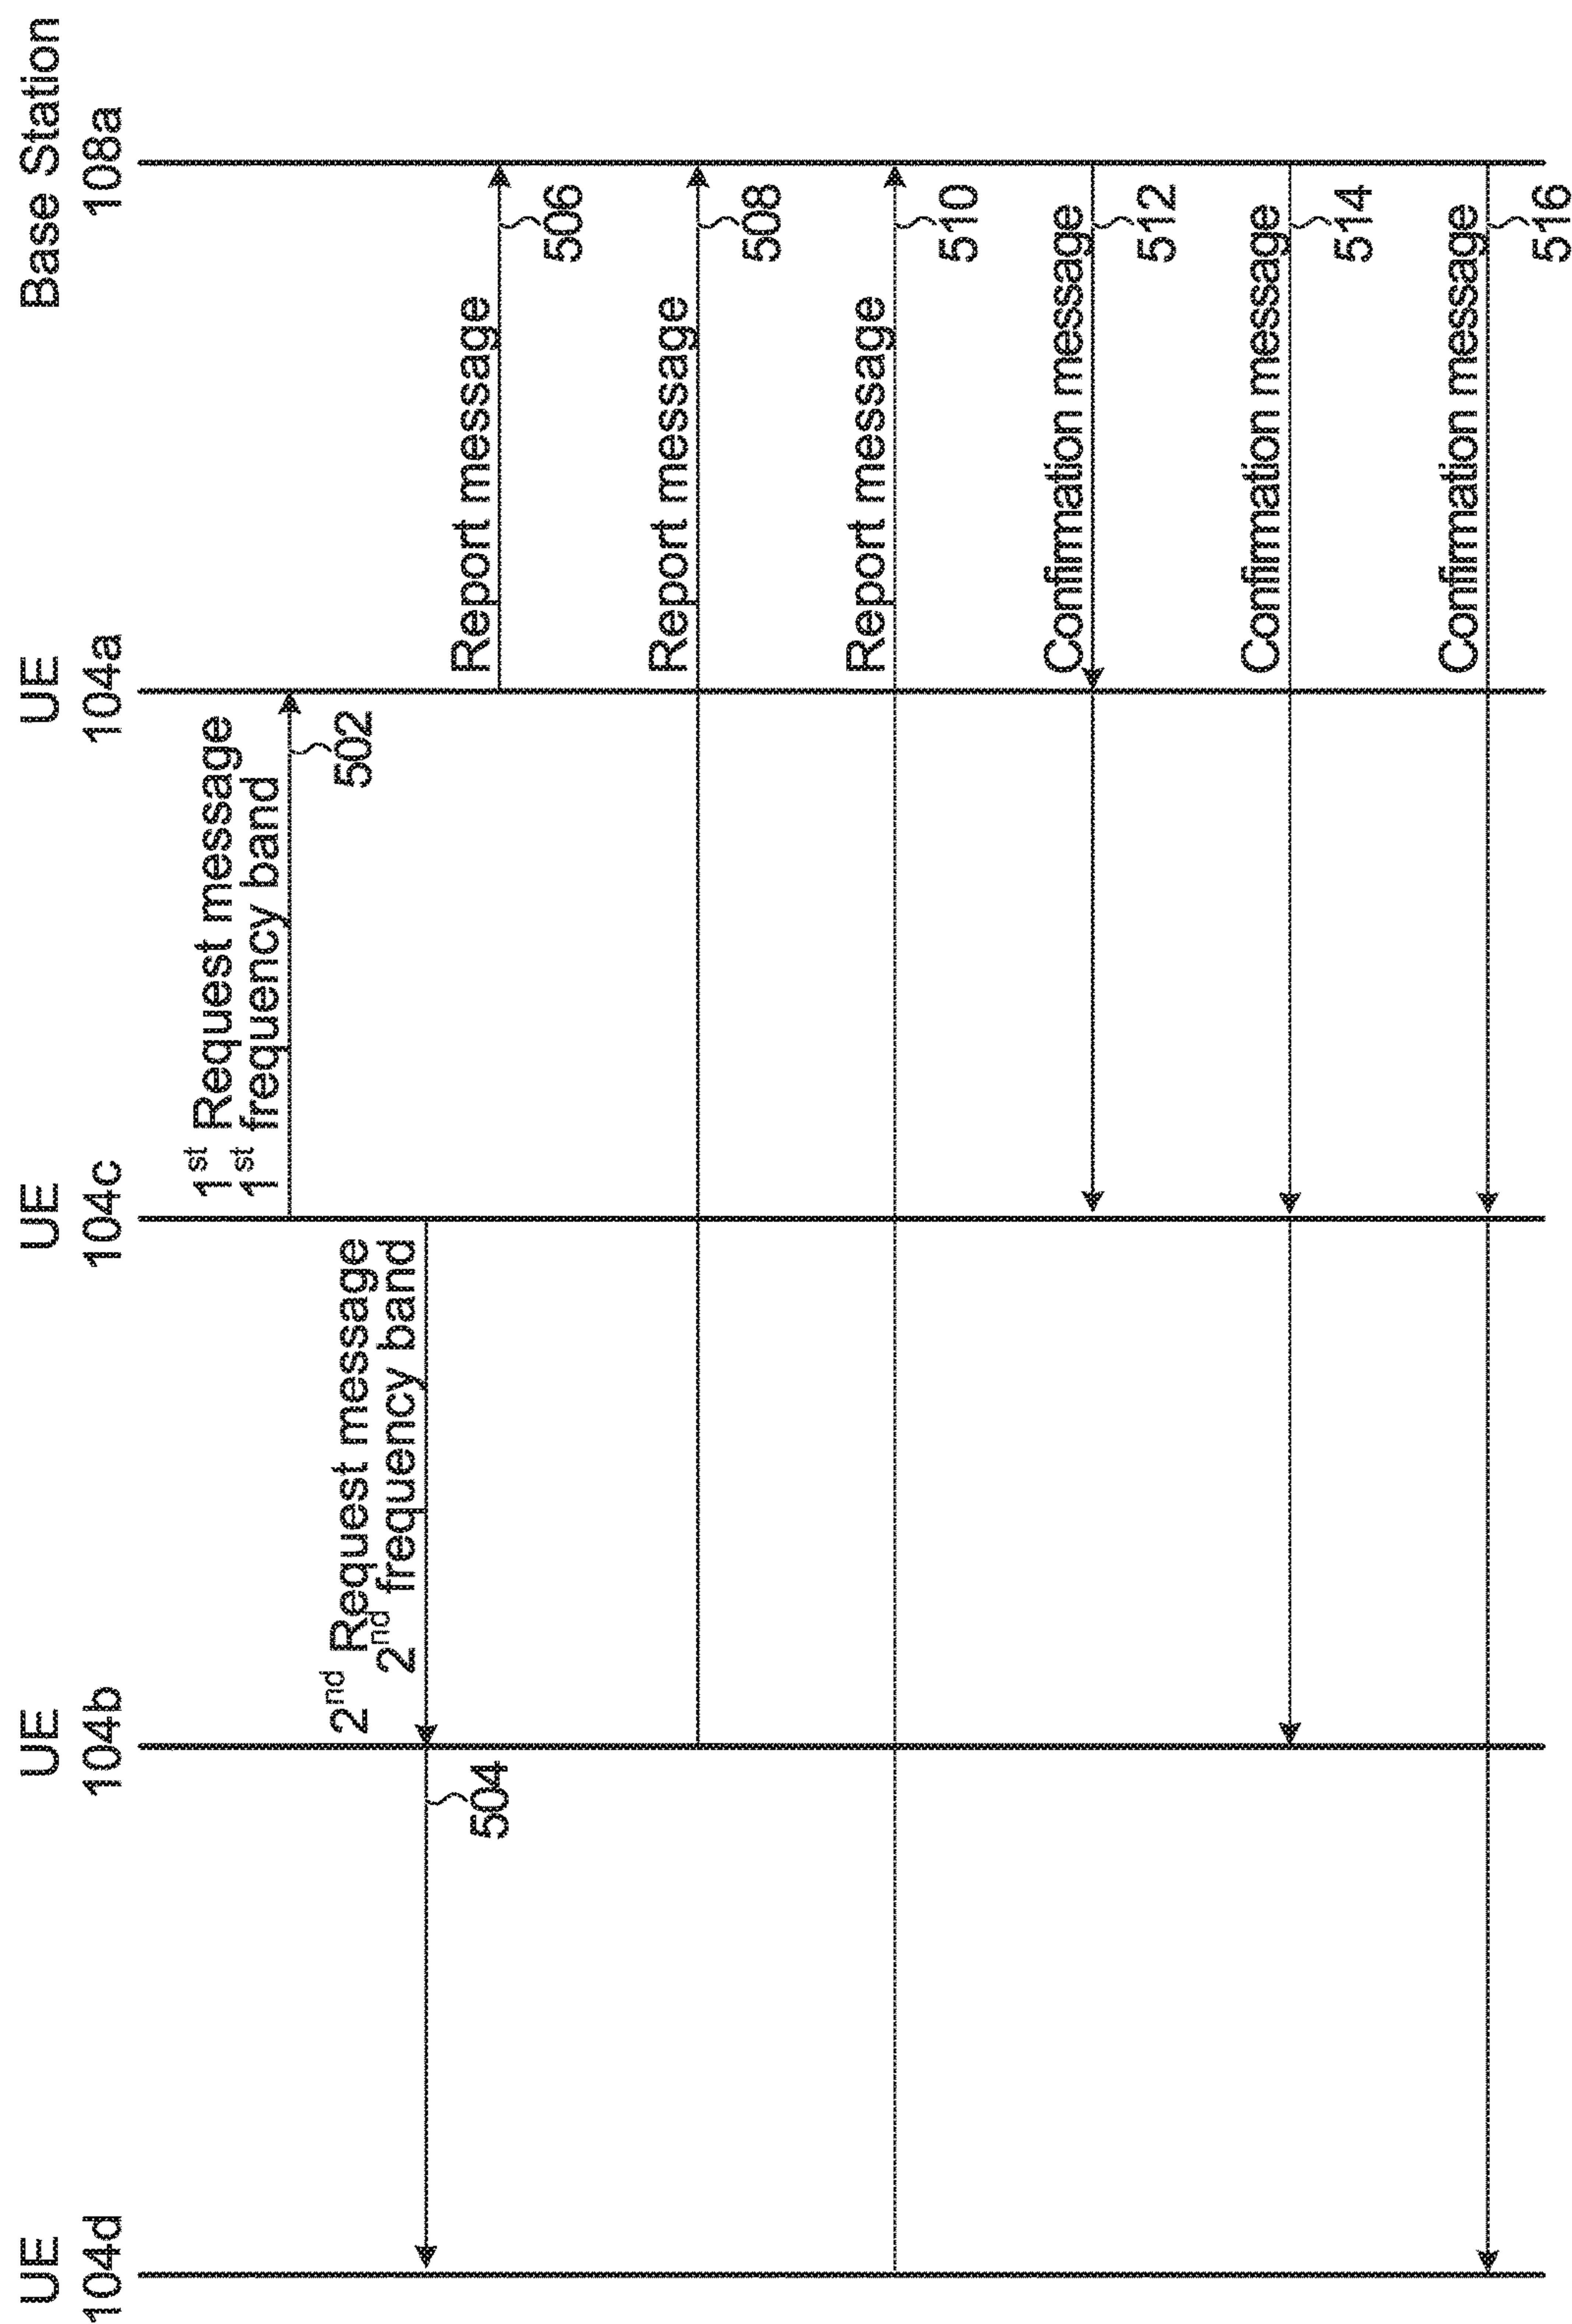 UE
104d
UE
104b
UE
104c
UE
104a
Base Station
108a
1st Request message
1st frequency band
502
2nd Request message
2nd frequency band
504
Report message
506
Report message
508
Report message
510
Confirmation message
512
Confirmation message
514
Confirmation message
516